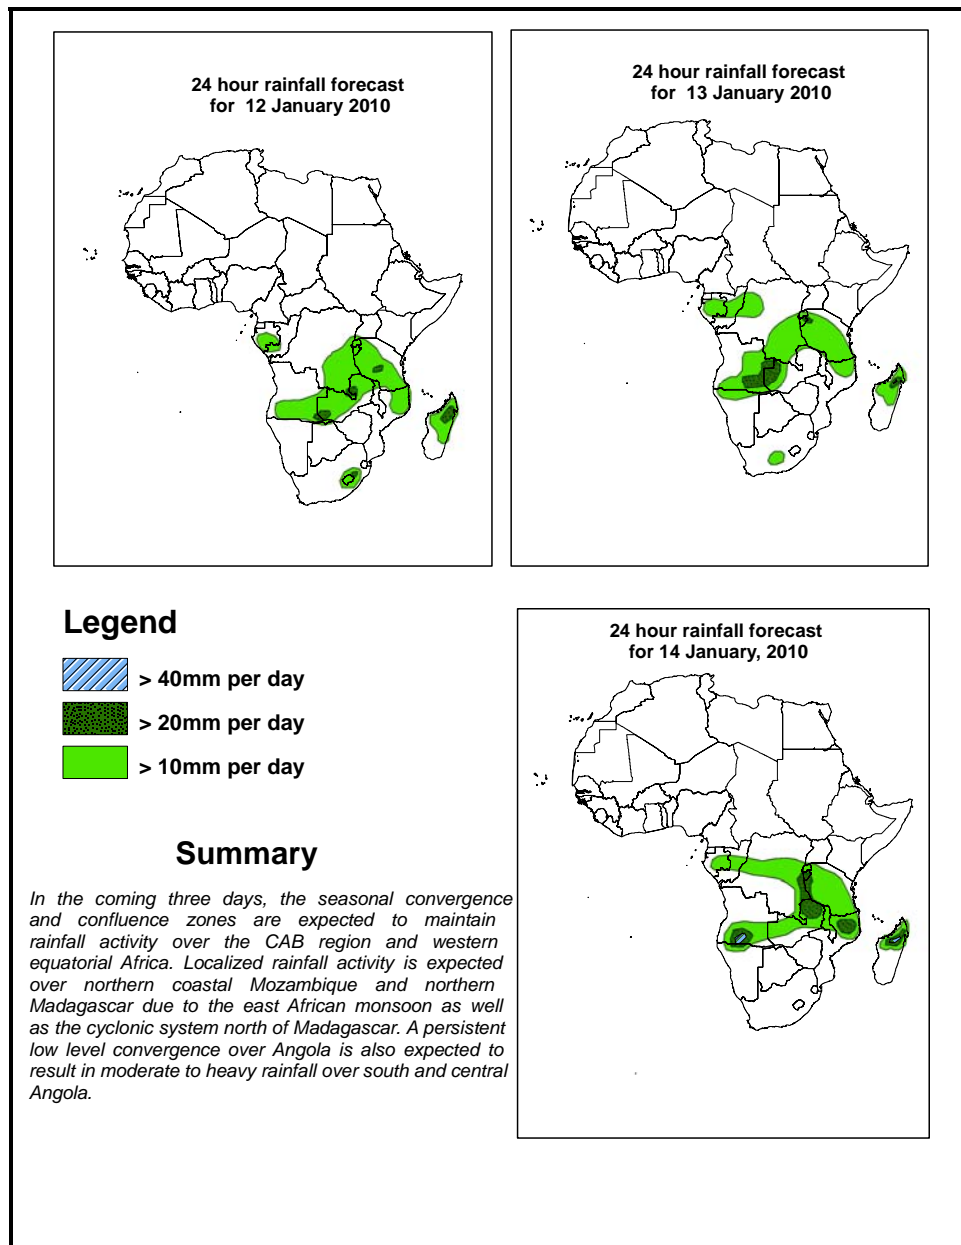 24 hour rainfall forecast
for 12 January 2010
24 hour rainfall forecast
for 13 January 2010
Legend
> 40mm per day
> 20mm per day
> 10mm per day
24 hour rainfall forecast
for 14 January, 2010
Summary
In the coming three days, the seasonal convergence
and confluence zones are expected to maintain
rainfall activity over the CAB region and western
equatorial Africa. Localized rainfall activity is expected
over northern coastal Mozambique and northern
Madagascar due to the east African monsoon as well
as the cyclonic system north of Madagascar. A persistent
low level convergence over Angola is also expected to
result in moderate to heavy rainfall over south and central
Angola.